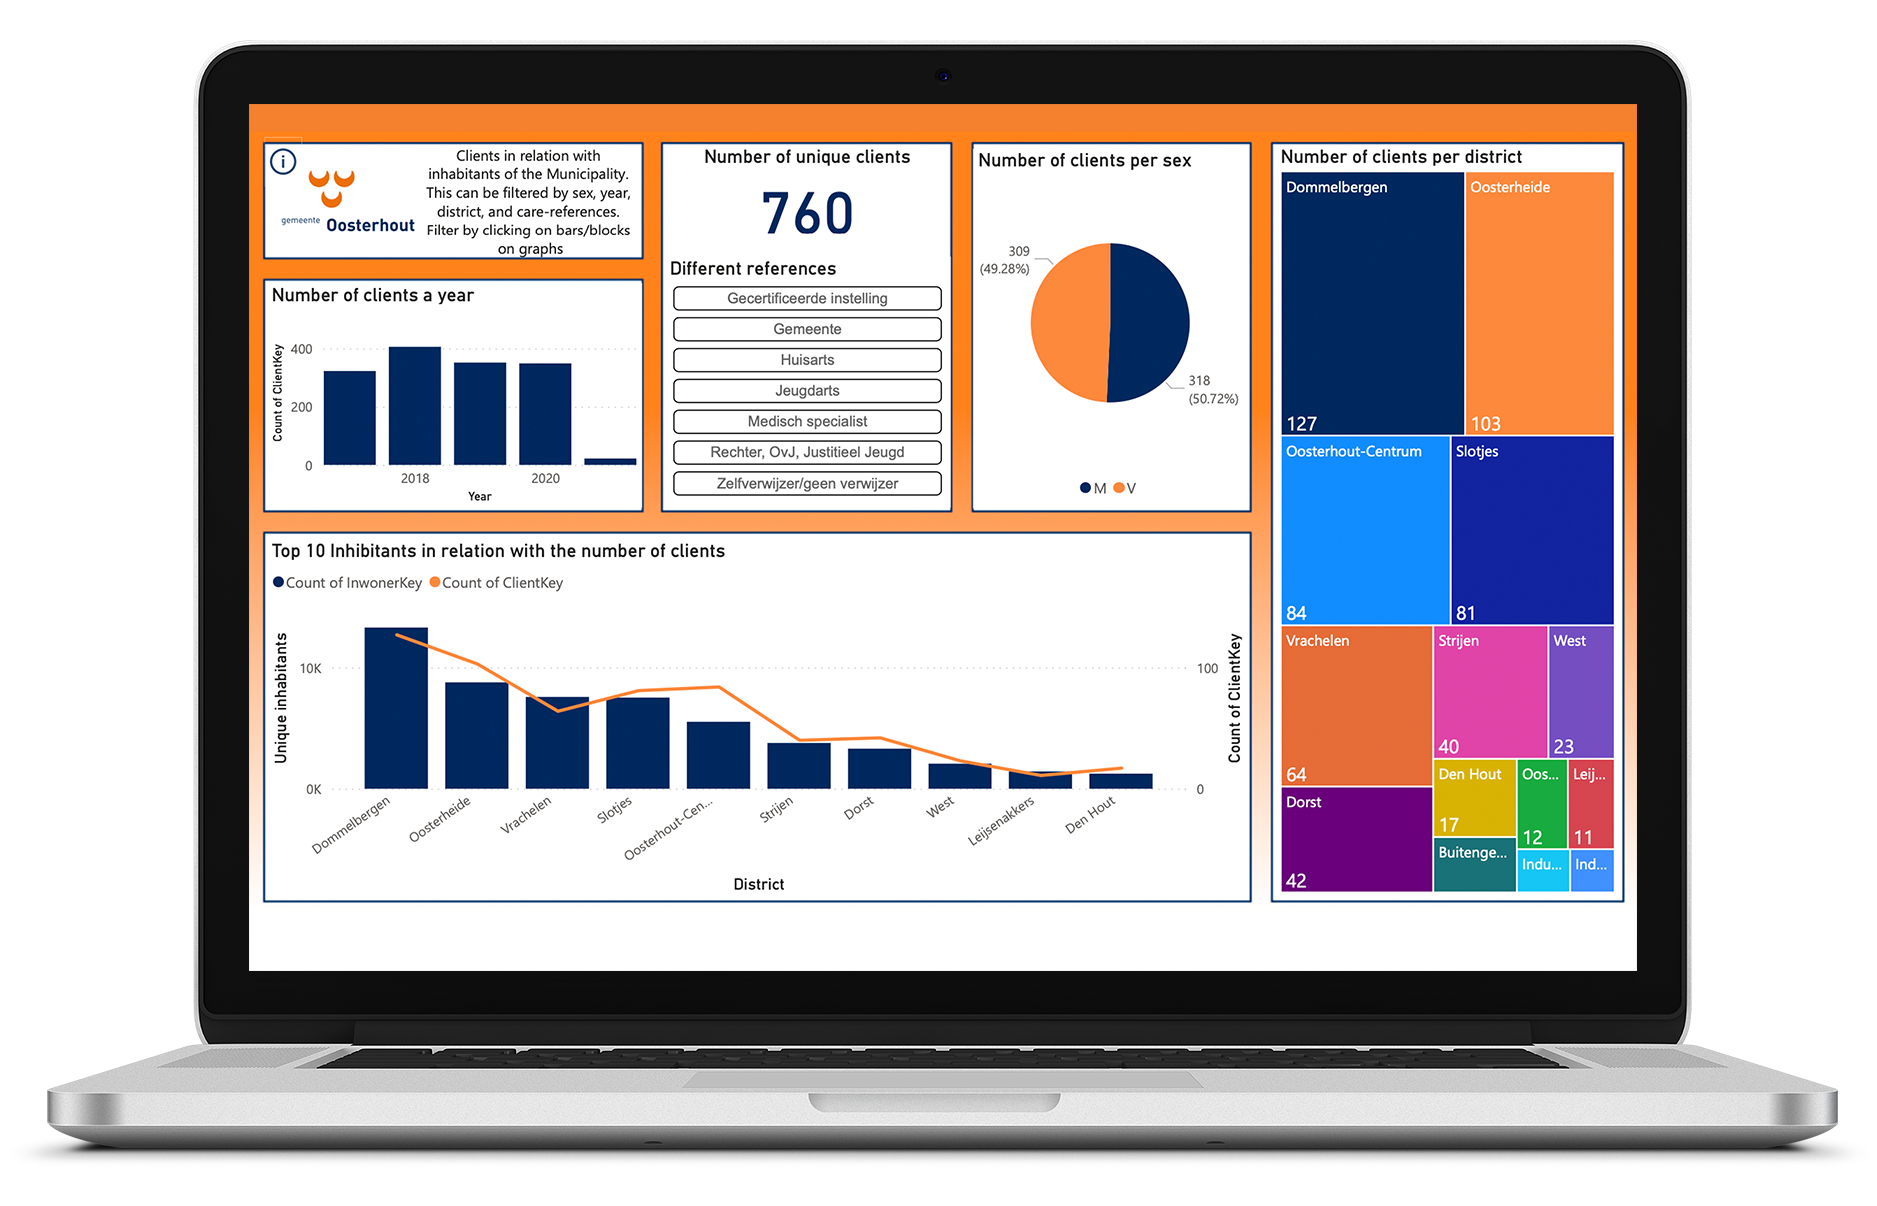 i
gemeente Oosterhout
Clients in relation with
inhabitants of the Municipality.
This can be filtered by sex, year,
district, and care-references.
Filter by clicking on bars/blocks
on graphs
Number of clients a year
Count of ClientKey
400
200
0
2018
2020
Year
Number of unique clients
760
Different references
Gecertificeerde instelling
Gemeente
Huisarts
Jeugdarts
Medisch specialist
Rechter, OvJ, Justitieel Jeugd
Zelfverwijzer/geen verwijzer
Number of clients per sex
309
(49.28%)
318
(50.72%)
M V
Top 10 Inhibitants in relation with the number of clients
Count of InwonerKey Count of ClientKey
Unique inhabitants
10K
0K
100
0
Count of ClientKey
Dommelbergen
Oosterheide
Vrachelen
Slotjes
Oosterhout-Cen...
Strijen
Dorst
West
Leijsenakkers
Den Hout
District
Number of clients per district
Dommelbergen
127
Oosterheide
103
Oosterhout-Centrum
84
Slotjes
81
Vrachelen
64
Strijen
40
West
23
Dorst
42
Den Hout
17
Oos...
12
Leij...
11
Buitenge...
Indu...
Ind...